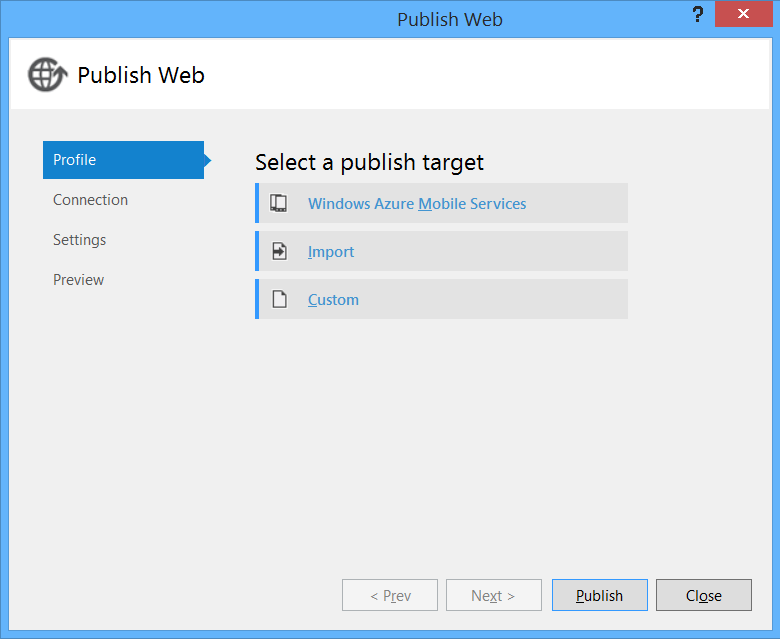 Publish Web
?
Publish Web
Profile
Connection
Settings
Preview
Select a publish target
Windows Azure Mobile Services
Import
Custom
< Prev
Next >
Publish
Close